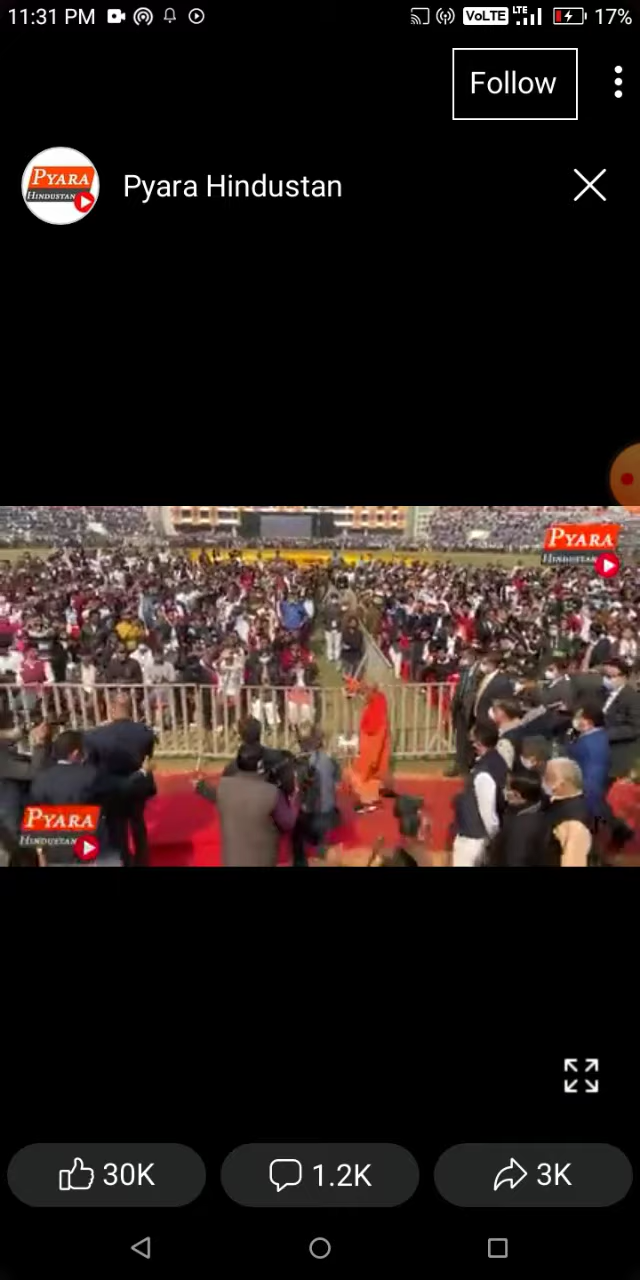 11:31 PM
VoLTE
LTE
17%
Follow
PYARA
HINDUSTAN
Pyara Hindustan
PYARA
HINDUSTAN
PYARA
HINDUSTAN
30K
1.2K
3K